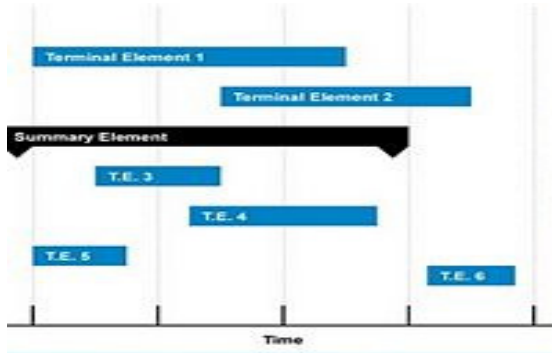 Terminal Element 1
Terminal Element 2
Summary Element
T.E. 3
T.E. 4
T.E. 5
T.E. 6
Time